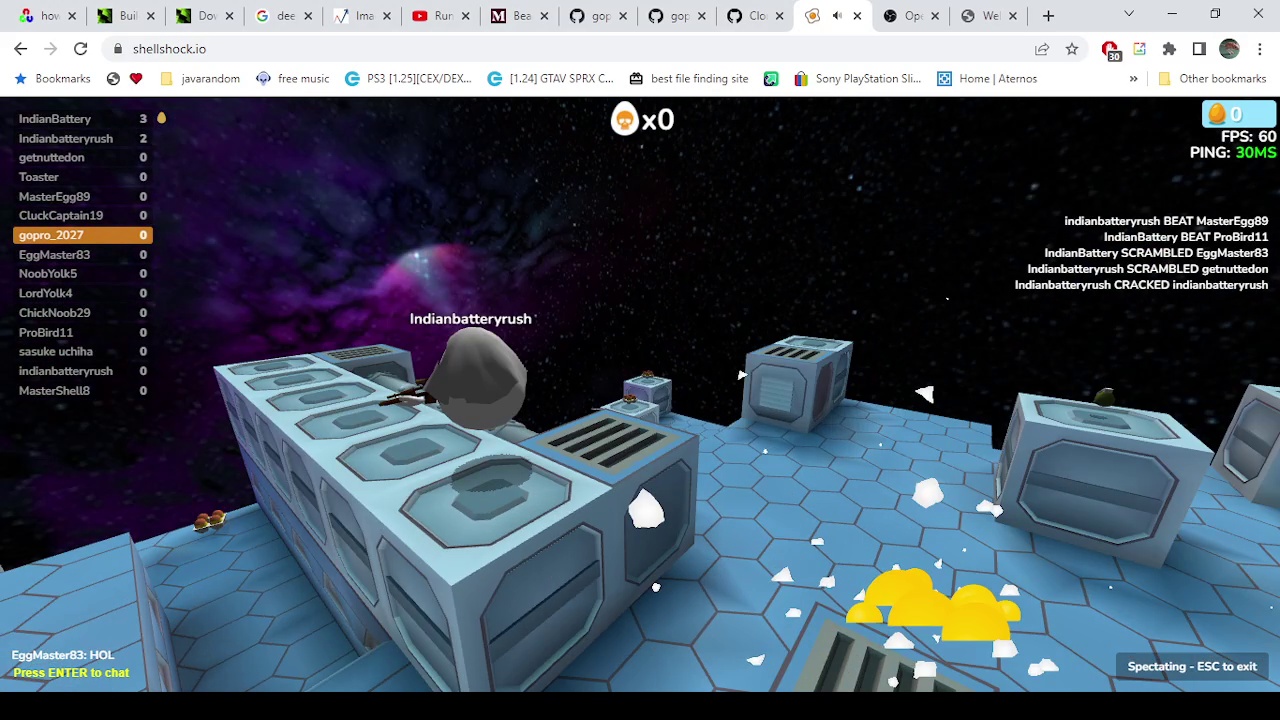 how
Buil
Dov
dee
Ima
Run
Bea
gop
gop
Clo
Ope
Wel
shellshock.io
30
Bookmarks
javarandom
free music
PS3 [1.25](CEX/DEX...
[1.24] GTAV SPRX C...
best file finding site
Sony PlayStation Sli...
Home | Aternos
»
Other bookmarks
IndianBattery 3
Indianbatteryrush 2
getnuttedon 0
Toaster 0
MasterEgg89 0
CluckCaptain19 0
gopro_2027 0
EggMaster83 0
NoobYolk5 0
LordYolk4 0
ChickNoob29 0
ProBird11 0
sasuke uchiha 0
indianbatteryrush 0
MasterShell8 0
x0
0
FPS: 60
PING: 30MS
indianbatteryrush BEAT MasterEgg89
IndianBattery BEAT ProBird11
IndianBattery SCRAMBLED EggMaster83
Indianbatteryrush SCRAMBLED getnuttedon
Indianbatteryrush CRACKED indianbatteryrush
Indianbatteryrush
EggMaster83: HOL
Press ENTER to chat
Spectating - ESC to exit